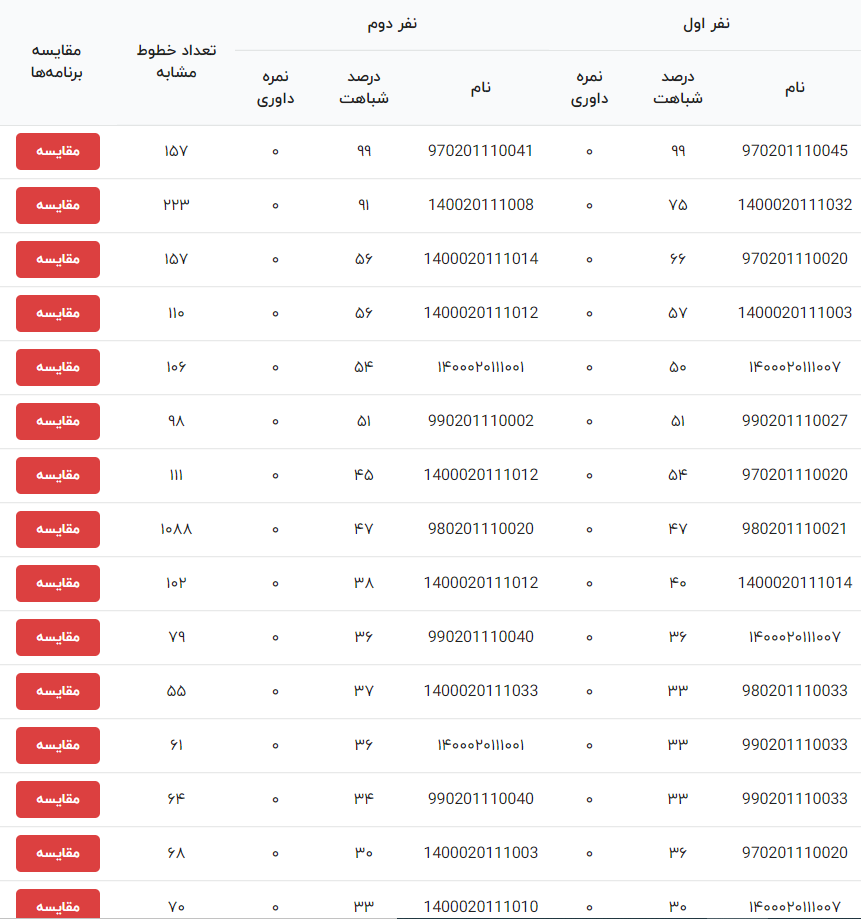 نفر اول نفر دوم تعداد خطوط مشابه مقایسه برنامه‌ها
نام درصد شباهت نمره داوری نام درصد شباهت نمره داوری
970201110045 ۹۹ ۰ 970201110041 ۹۹ ۰ ۱۵۷ مقایسه
1400020111032 ۷۵ ۰ 140020111008 ۹۱ ۰ ۲۲۳ مقایسه
970201110020 ۶۶ ۰ 1400020111014 ۵۶ ۰ ۱۵۷ مقایسه
1400020111003 ۵۷ ۰ 1400020111012 ۵۶ ۰ ۱۱۰ مقایسه
۱۴۰۰۰۲۰۱۱۱۰۰۷ ۵۰ ۰ ۱۴۰۰۰۲۰۱۱۱۰۰۱ ۵۴ ۰ ۱۰۶ مقایسه
990201110027 ۵۱ ۰ 990201110002 ۵۱ ۰ ۹۸ مقایسه
970201110020 ۵۴ ۰ 1400020111012 ۴۵ ۰ ۱۱۱ مقایسه
980201110021 ۴۷ ۰ 980201110020 ۴۷ ۰ ۱۰۸۸ مقایسه
1400020111014 ۴۰ ۰ 1400020111012 ۳۸ ۰ ۱۰۲ مقایسه
۱۴۰۰۰۲۰۱۱۱۰۰۷ ۳۶ ۰ 990201110040 ۳۶ ۰ ۷۹ مقایسه
980201110033 ۳۳ ۰ 1400020111033 ۳۷ ۰ ۵۵ مقایسه
990201110033 ۳۳ ۰ ۱۴۰۰۰۲۰۱۱۱۰۰۱ ۳۶ ۰ ۶۱ مقایسه
990201110033 ۳۳ ۰ 990201110040 ۳۴ ۰ ۶۴ مقایسه
970201110020 ۳۶ ۰ 1400020111003 ۳۰ ۰ ۶۸ مقایسه
۱۴۰۰۰۲۰۱۱۱۰۰۷ ۳۰ ۰ 1400020111010 ۳۳ ۰ ۷۰ مقایسه